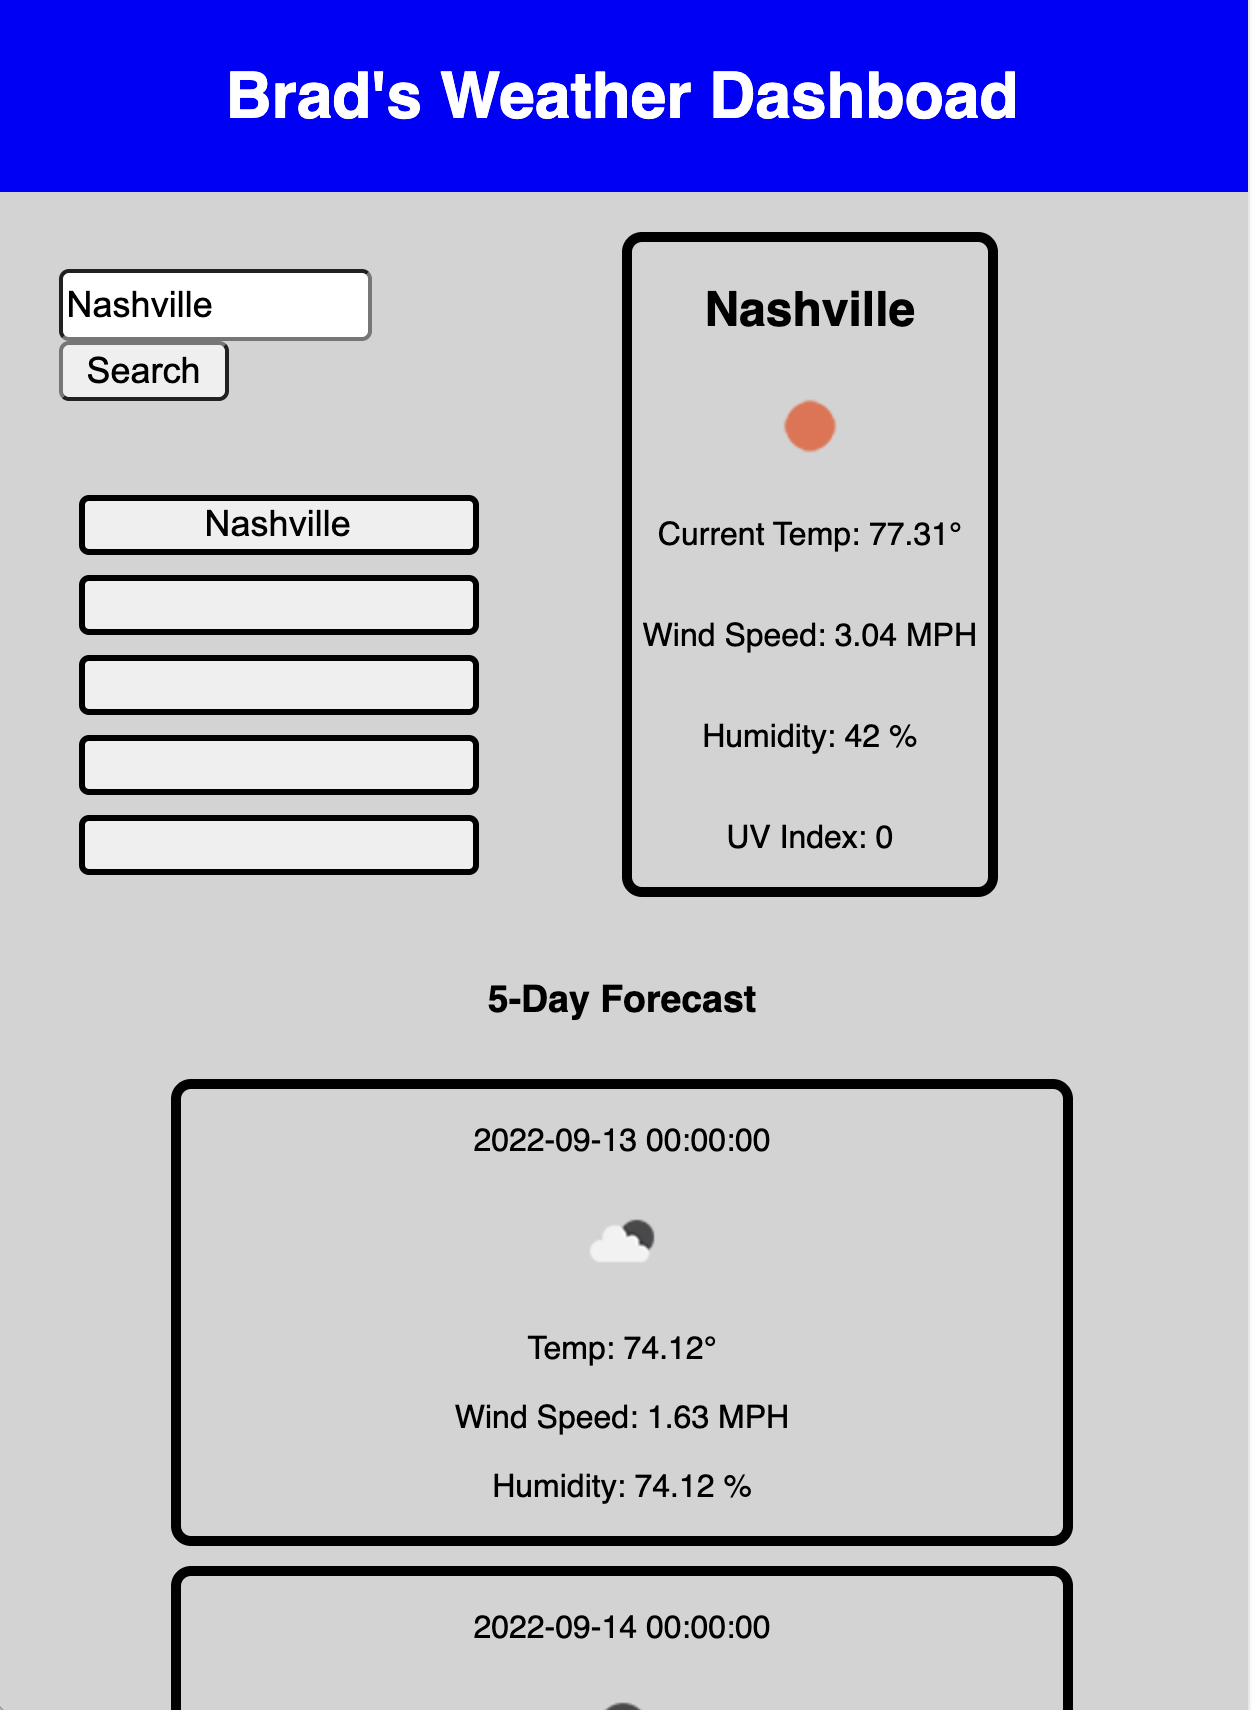 Brad's Weather Dashboad
Nashville
Search
Nashville
Nashville
Current Temp: 77.31°
Wind Speed: 3.04 MPH
Humidity: 42 %
UV Index: 0
5-Day Forecast
2022-09-13 00:00:00
Temp: 74.12°
Wind Speed: 1.63 MPH
Humidity: 74.12 %
2022-09-14 00:00:00